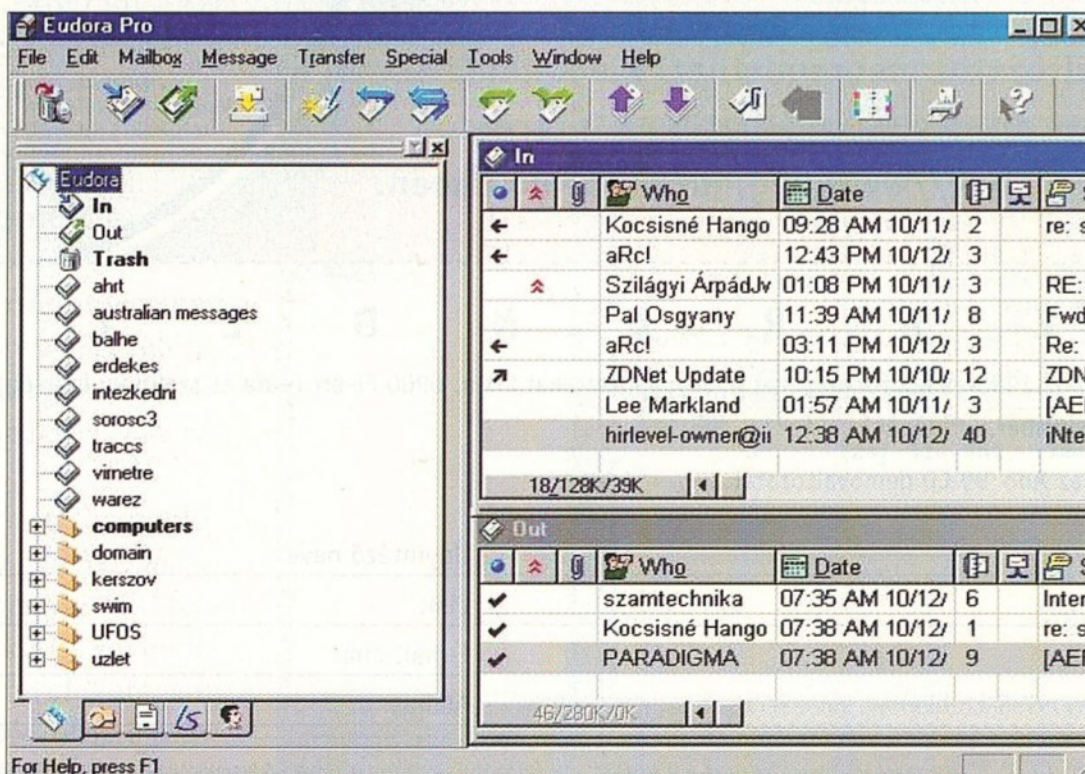 Eudora Pro
File Edit Mailbox Message Transfer Special Tools Window Help
Eudora
In
Out
Trash
ahrt
australian messages
balhe
erdekes
intezkedni
sorosc3
traccs
virnetre
warez
computers
domain
kerszov
swim
UFOS
uzlet
For Help, press F1
In
Who Date
Kocsisné Hango 09:28 AM 10/11/ 2 re: s
aRc! 12:43 PM 10/12/ 3
Szilágyi ÁrpádJv 01:08 PM 10/11/ 3 RE:
Pal Osgyany 11:39 AM 10/11/ 8 Fwd
aRc! 03:11 PM 10/12/ 3 Re:
ZDNet Update 10:15 PM 10/10/ 12 ZDN
Lee Markland 01:57 AM 10/11/ 3 [AE
hirlevel-owner@ii 12:38 AM 10/12/ 40 iNte
18/128K/39K
Out
Who Date S
szamtechnika 07:35 AM 10/12/ 6 Inter
Kocsisné Hango 07:38 AM 10/12/ 1 re: s
PARADIGMA 07:38 AM 10/12/ 9 [AE
46/280K/0K